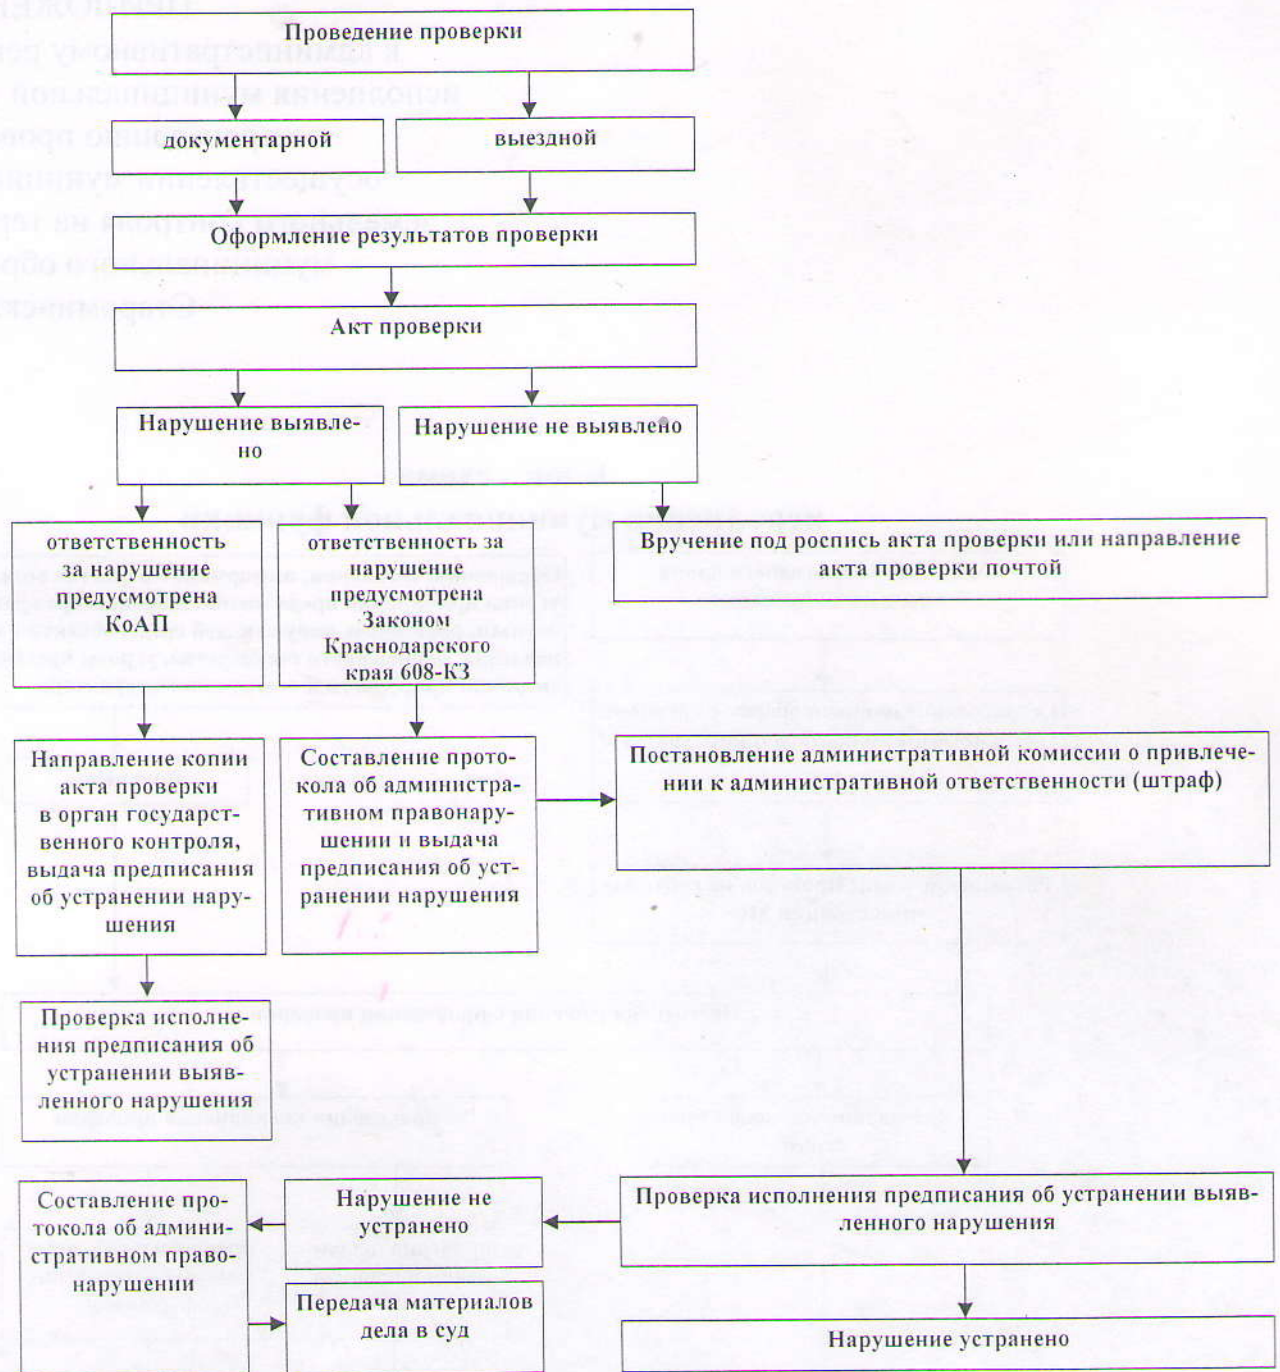 Проведение проверки
документарной
выездной
Оформление результатов проверки
Акт проверки
Нарушение выявле-
но
Нарушение не выявлено
ответственность
за нарушение
предусмотрена
КоАП
ответственность за
нарушение
предусмотрена
Законом
Краснодарского
края 608-КЗ
Вручение под роспись акта проверки или направление
акта проверки почтой
Направление копии
акта проверки
в орган государст-
венного контроля,
выдача предписания
об устранении нару-
шения
Составление прото-
кола об администра-
тивном правонару-
шении и выдача
предписания об уст-
ранении нарушения
Постановление административной комиссии о привлече-
нии к административной ответственности (штраф)
Проверка исполне-
ния предписания об
устранении выяв-
ленного нарушения
Составление про-
токола об админи-
стративном право-
нарушении
Нарушение не
устранено
Проверка исполнения предписания об устранении выяв-
ленного нарушения
Передача материалов
дела в суд
Нарушение устранено